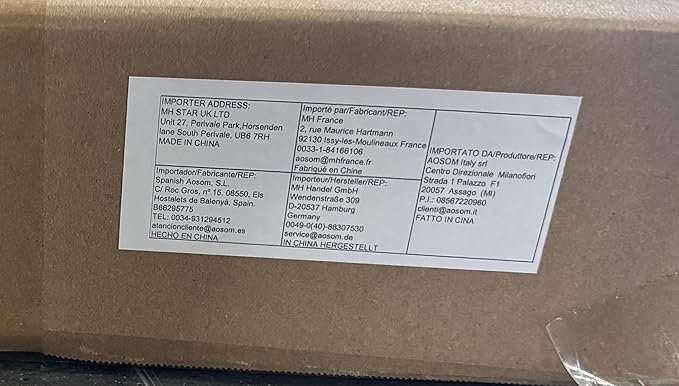 IMPORTER ADDRESS:
MH STAR UK LTD
Unit 27, Perivale Park,Horsenden
lane South Perivale, UB6 7RH
MADE IN CHINA
Importé par/Fabricant/REP:
MH France
2, rue Maurice Hartmann
92130 Issy-les-Moulineaux France
0033-1-84166106
aosom@mhfrance.fr
Fabriqué en Chine
IMPORTATO DA/Produttore/REP:
AOSOM Italy srl
Centro Direzionale Milanofiori
Strada 1 Palazzo F1
20057 Assago (MI)
P.I.: 08567220960
clienti@aosom.it
FATTO IN CINA
Importador/Fabricante/REP:
Spanish Aosom, S.L.
C/ Roc Gros, nº 15. 08550, Els
Hostalets de Balenyà, Spain.
B66295775
TEL: 0034-931294512
atencioncliente@aosom.es
HECHO EN CHINA
Importeur/Hersteller/REP:
MH Handel GmbH
Wendenstraße 309
D-20537 Hamburg
Germany
0049-0(40)-88307530
service@aosom.de
IN CHINA HERGESTELLT